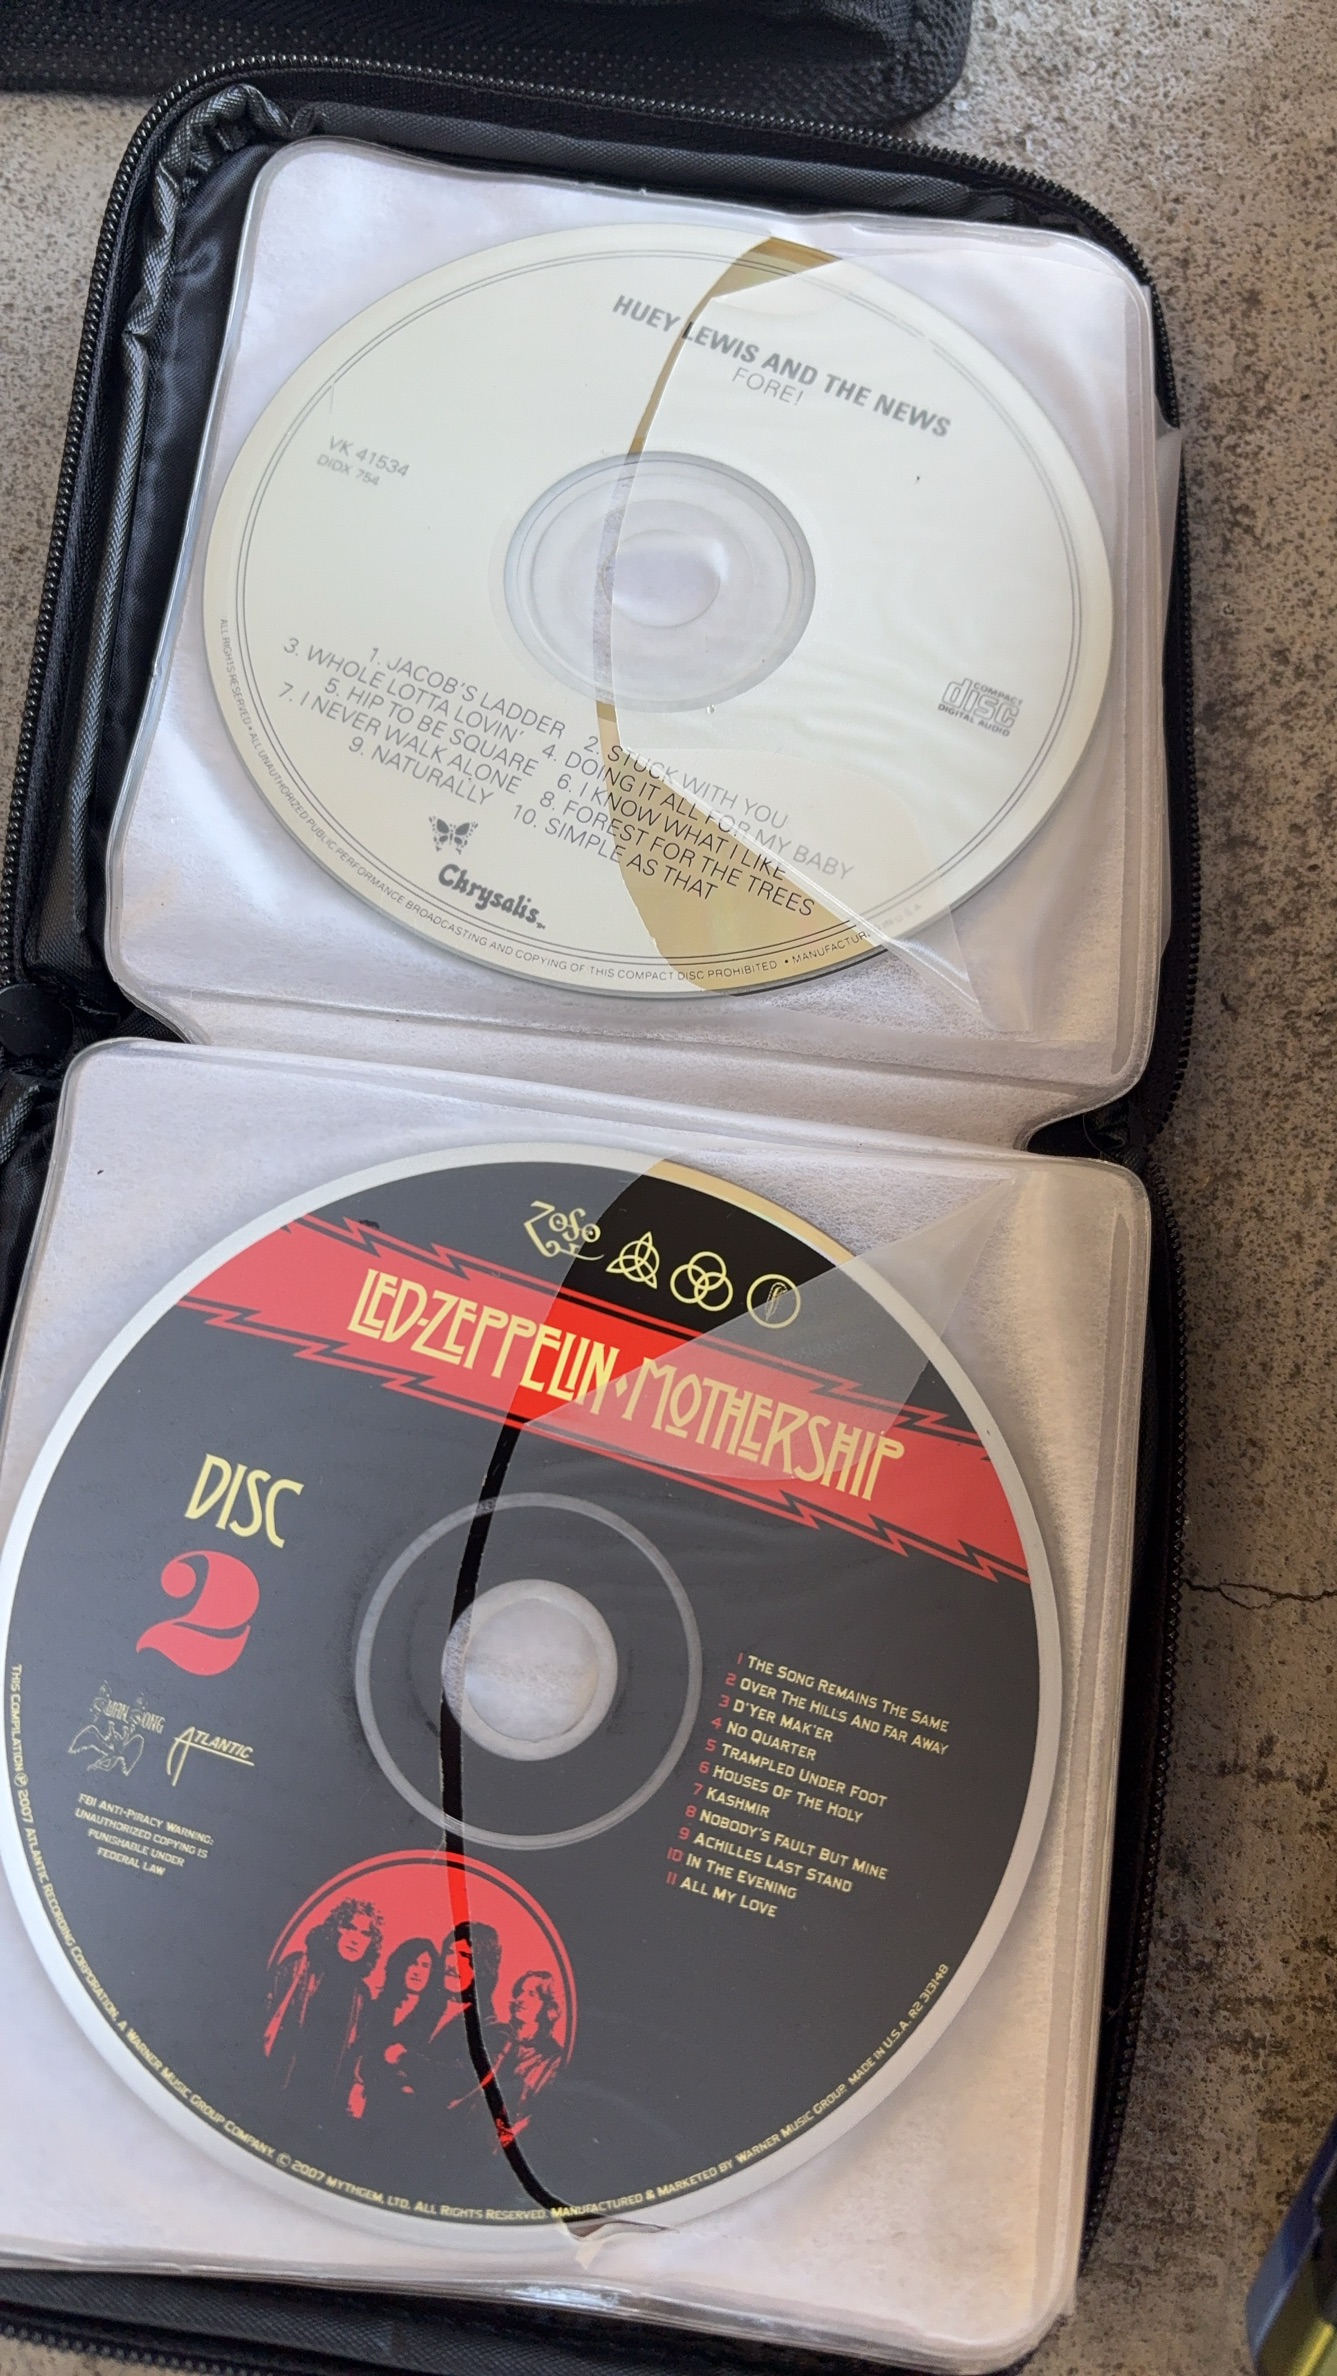 HUEY LEWIS AND THE NEWS
FORE!
VK 41534
DIDX 754
COMPACT
disc
DIGITAL AUDIO
1. JACOB'S LADDER 2. STUCK WITH YOU
3. WHOLE LOTTA LOVIN' 4. DOING IT ALL FOR MY BABY
5. HIP TO BE SQUARE 6. I KNOW WHAT I LIKE
7. I NEVER WALK ALONE 8. FOREST FOR THE TREES
9. NATURALLY 10. SIMPLE AS THAT
Chrysalis
ALL RIGHTS RESERVED • ALL UNAUTHORIZED PUBLIC PERFORMANCE BROADCASTING AND COPYING OF THIS COMPACT DISC PROHIBITED • MANUFACTUR IN U.S.A.
ZOSO
LED-ZEPPELIN·MOTHERSHIP
DISC
2
SWAN SONG
ATLANTIC
FBI ANTI-PIRACY WARNING:
UNAUTHORIZED COPYING IS
PUNISHABLE UNDER
FEDERAL LAW
1 THE SONG REMAINS THE SAME
2 OVER THE HILLS AND FAR AWAY
3 D'YER MAK'ER
4 NO QUARTER
5 TRAMPLED UNDER FOOT
6 HOUSES OF THE HOLY
7 KASHMIR
8 NOBODY'S FAULT BUT MINE
9 ACHILLES LAST STAND
10 IN THE EVENING
11 ALL MY LOVE
THIS COMPILATION ℗ 2007 ATLANTIC RECORDING CORPORATION, A WARNER MUSIC GROUP COMPANY. © 2007 MYTHGEM, LTD. ALL RIGHTS RESERVED. MANUFACTURED & MARKETED BY WARNER MUSIC GROUP. MADE IN U.S.A. R2 313148